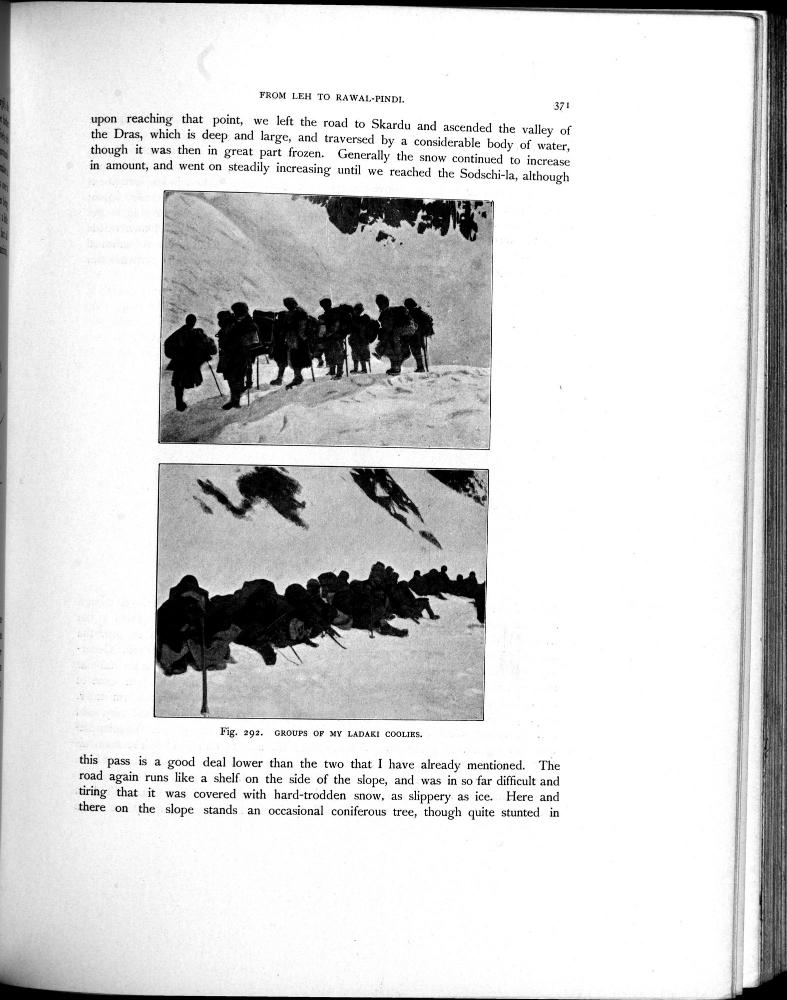 FROM LEH TO RAWAL-PINDI.
371
upon reaching that point, we left the road to Skardu and ascended the valley of
the Dras, which is deep and large, and traversed by a considerable body of water,
though it was then in great part frozen. Generally the snow continued to increase
in amount, and went on steadily increasing until we reached the Sodschi-la, although
Fig. 292. GROUPS OF MY LADAKI COOLIES.
this pass is a good deal lower than the two that I have already mentioned. The
road again runs like a shelf on the side of the slope, and was in so far difficult and
tiring that it was covered with hard-trodden snow, as slippery as ice. Here and
there on the slope stands an occasional coniferous tree, though quite stunted in